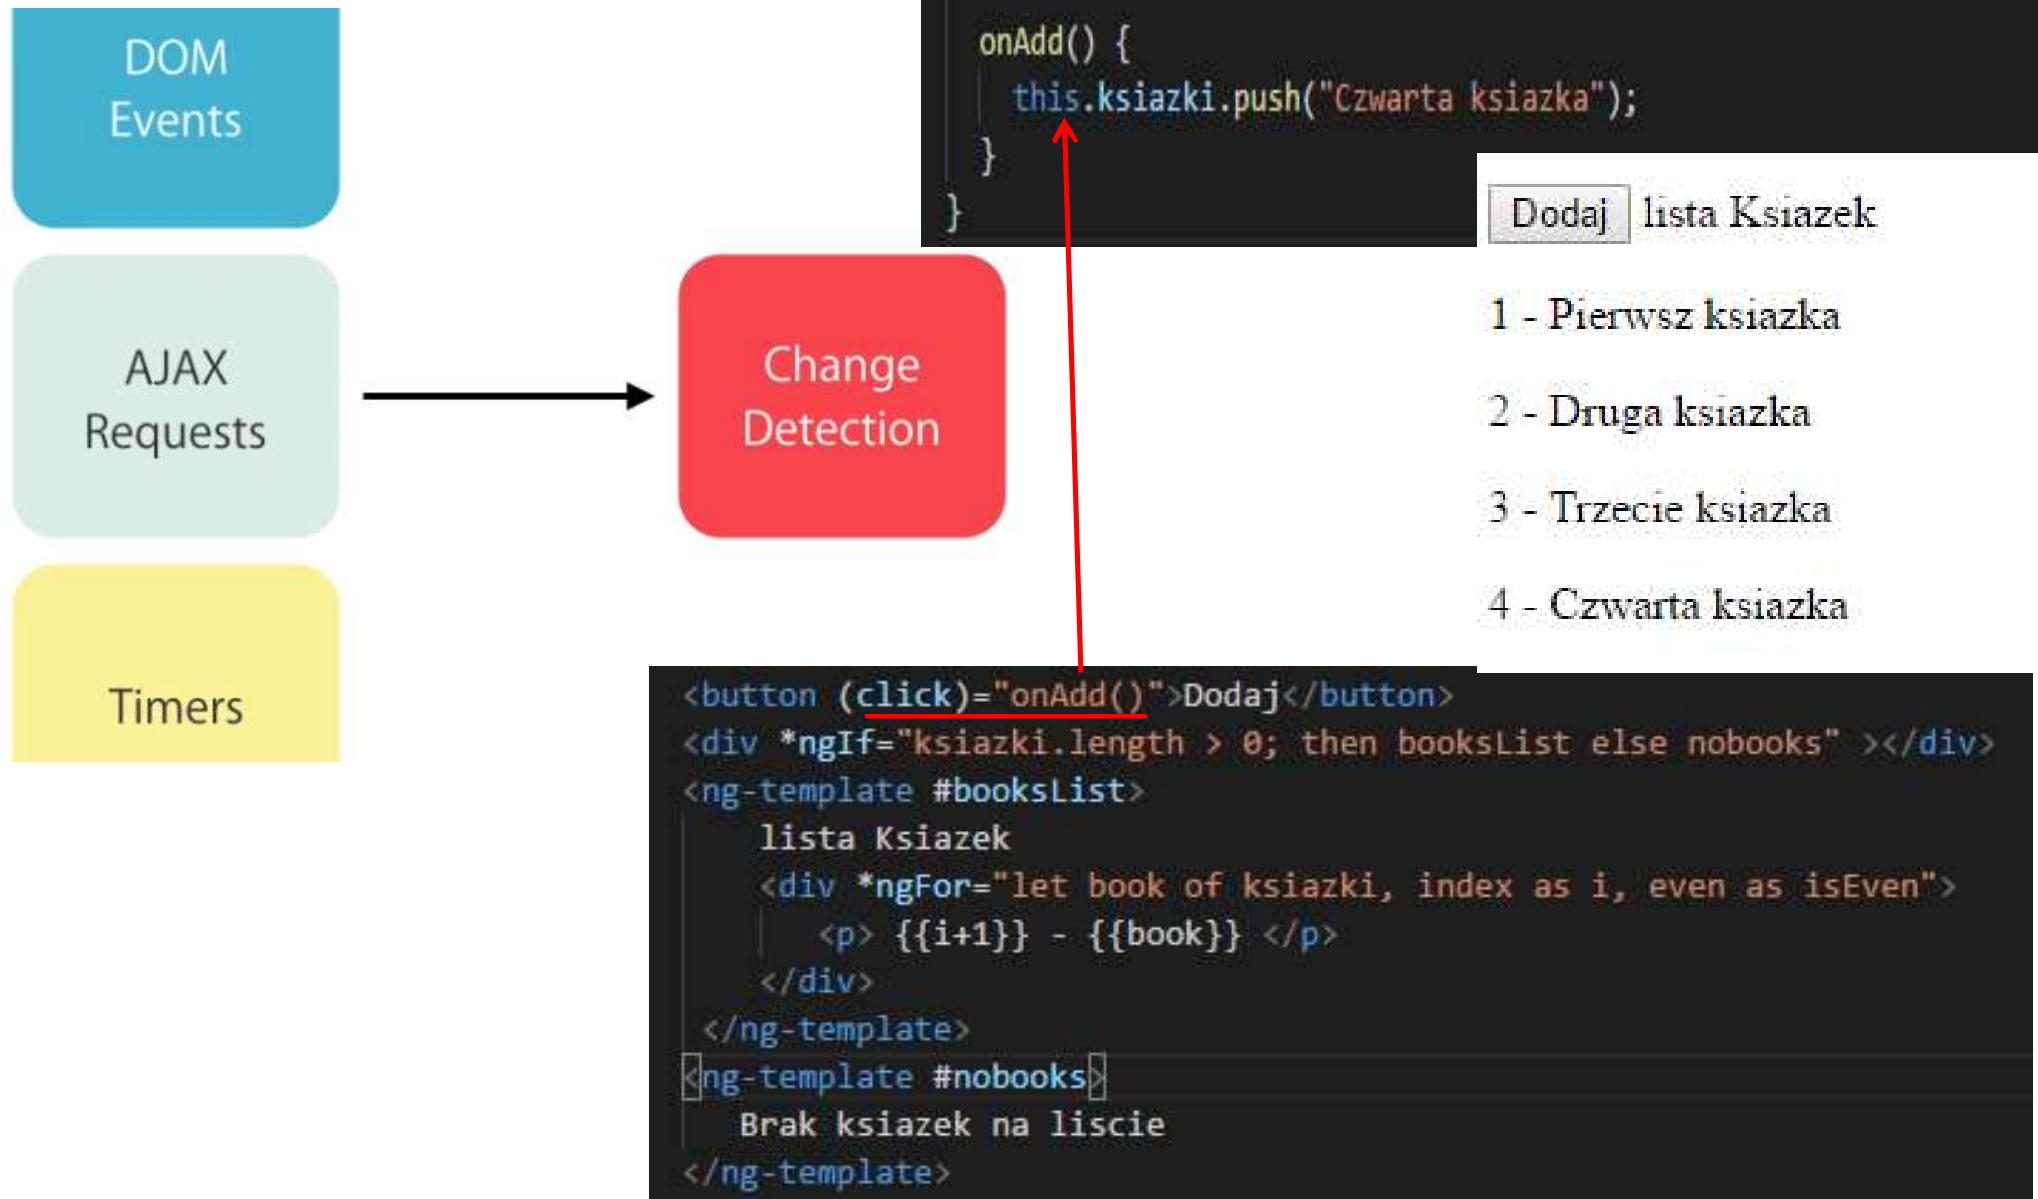 DOM
Events
AJAX
Requests
Timers
Change
Detection
onAdd() {
this.ksiazki.push("Czwarta ksiazka");
}
}
Dodaj lista Ksiazek
1 - Pierwsz ksiazka
2 - Druga ksiazka
3 - Trzecie ksiazka
4 - Czwarta ksiazka
<button (click)="onAdd()">Dodaj</button>
<div *ngIf="ksiazki.length > 0; then booksList else nobooks" ></div>
<ng-template #booksList>
lista Ksiazek
<div *ngFor="let book of ksiazki, index as i, even as isEven">
<p> {{i+1}} - {{book}} </p>
</div>
</ng-template>
<ng-template #nobooks>
Brak ksiazek na liscie
</ng-template>